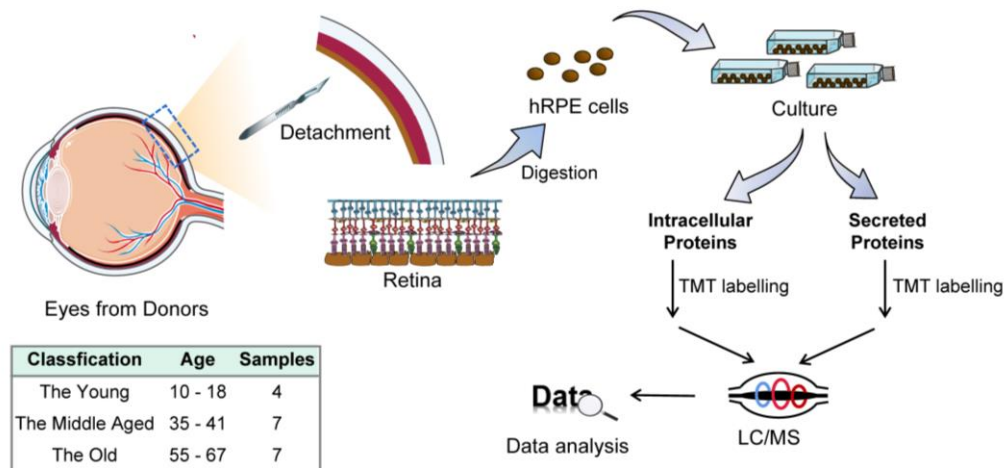 Detachment
hRPE cells
Culture
Digestion
Retina
Eyes from Donors
Intracellular
Proteins
Secreted
Proteins
TMT labelling
TMT labelling
LC/MS
Data
Data analysis
Classfication Age Samples
The Young 10 - 18 4
The Middle Aged 35 - 41 7
The Old 55 - 67 7